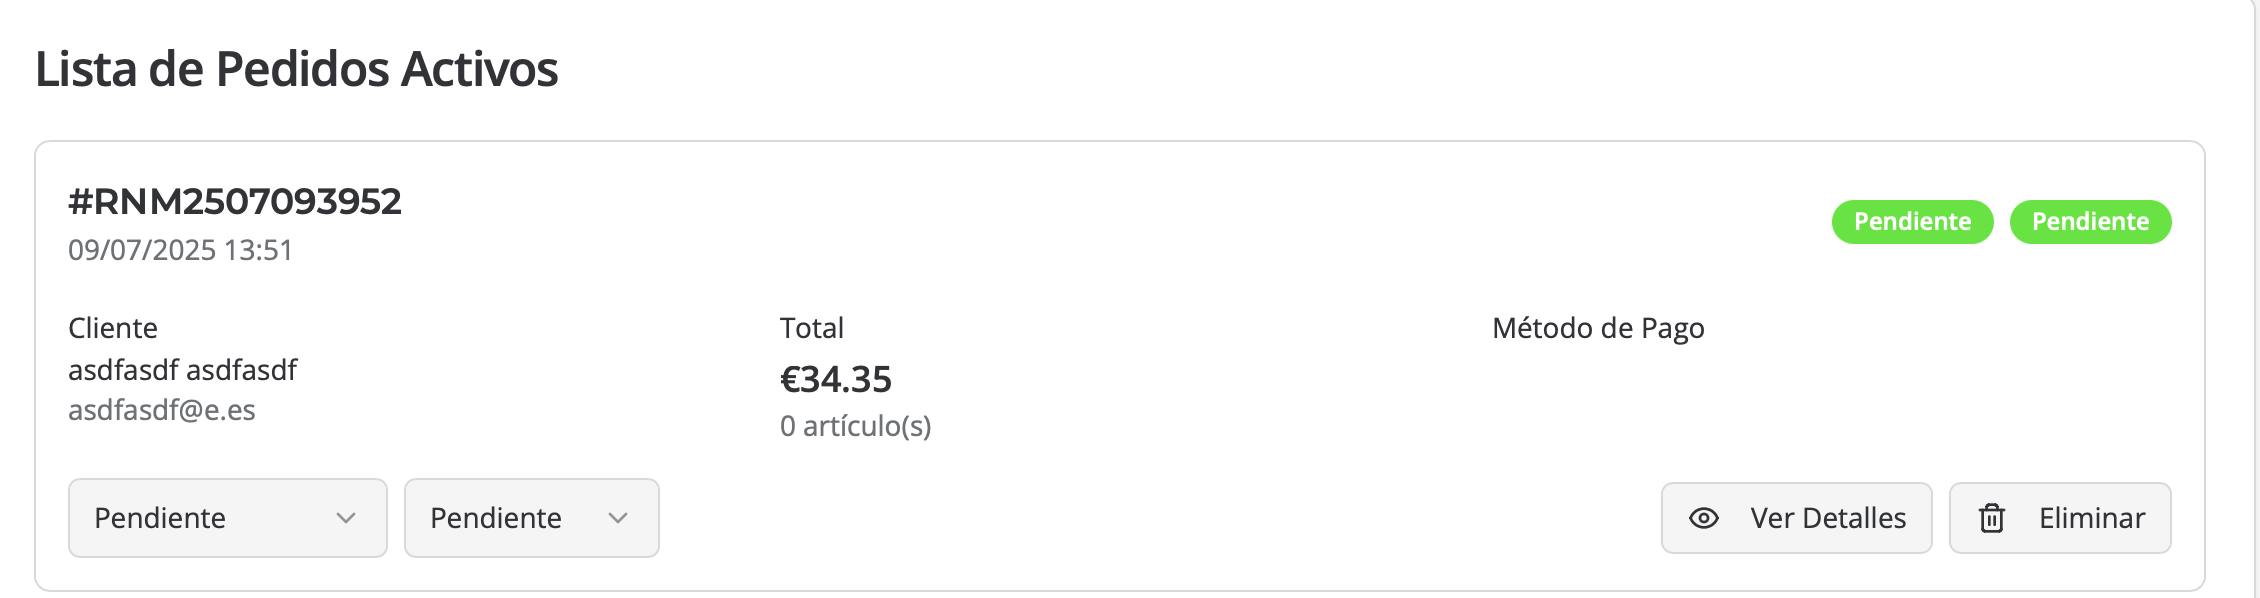 Lista de Pedidos Activos
#RNM2507093952
09/07/2025 13:51
Pendiente Pendiente
Cliente
asdfasdf asdfasdf
asdfasdf@e.es
Total
€34.35
0 artículo(s)
Método de Pago
Pendiente Pendiente Ver Detalles Eliminar